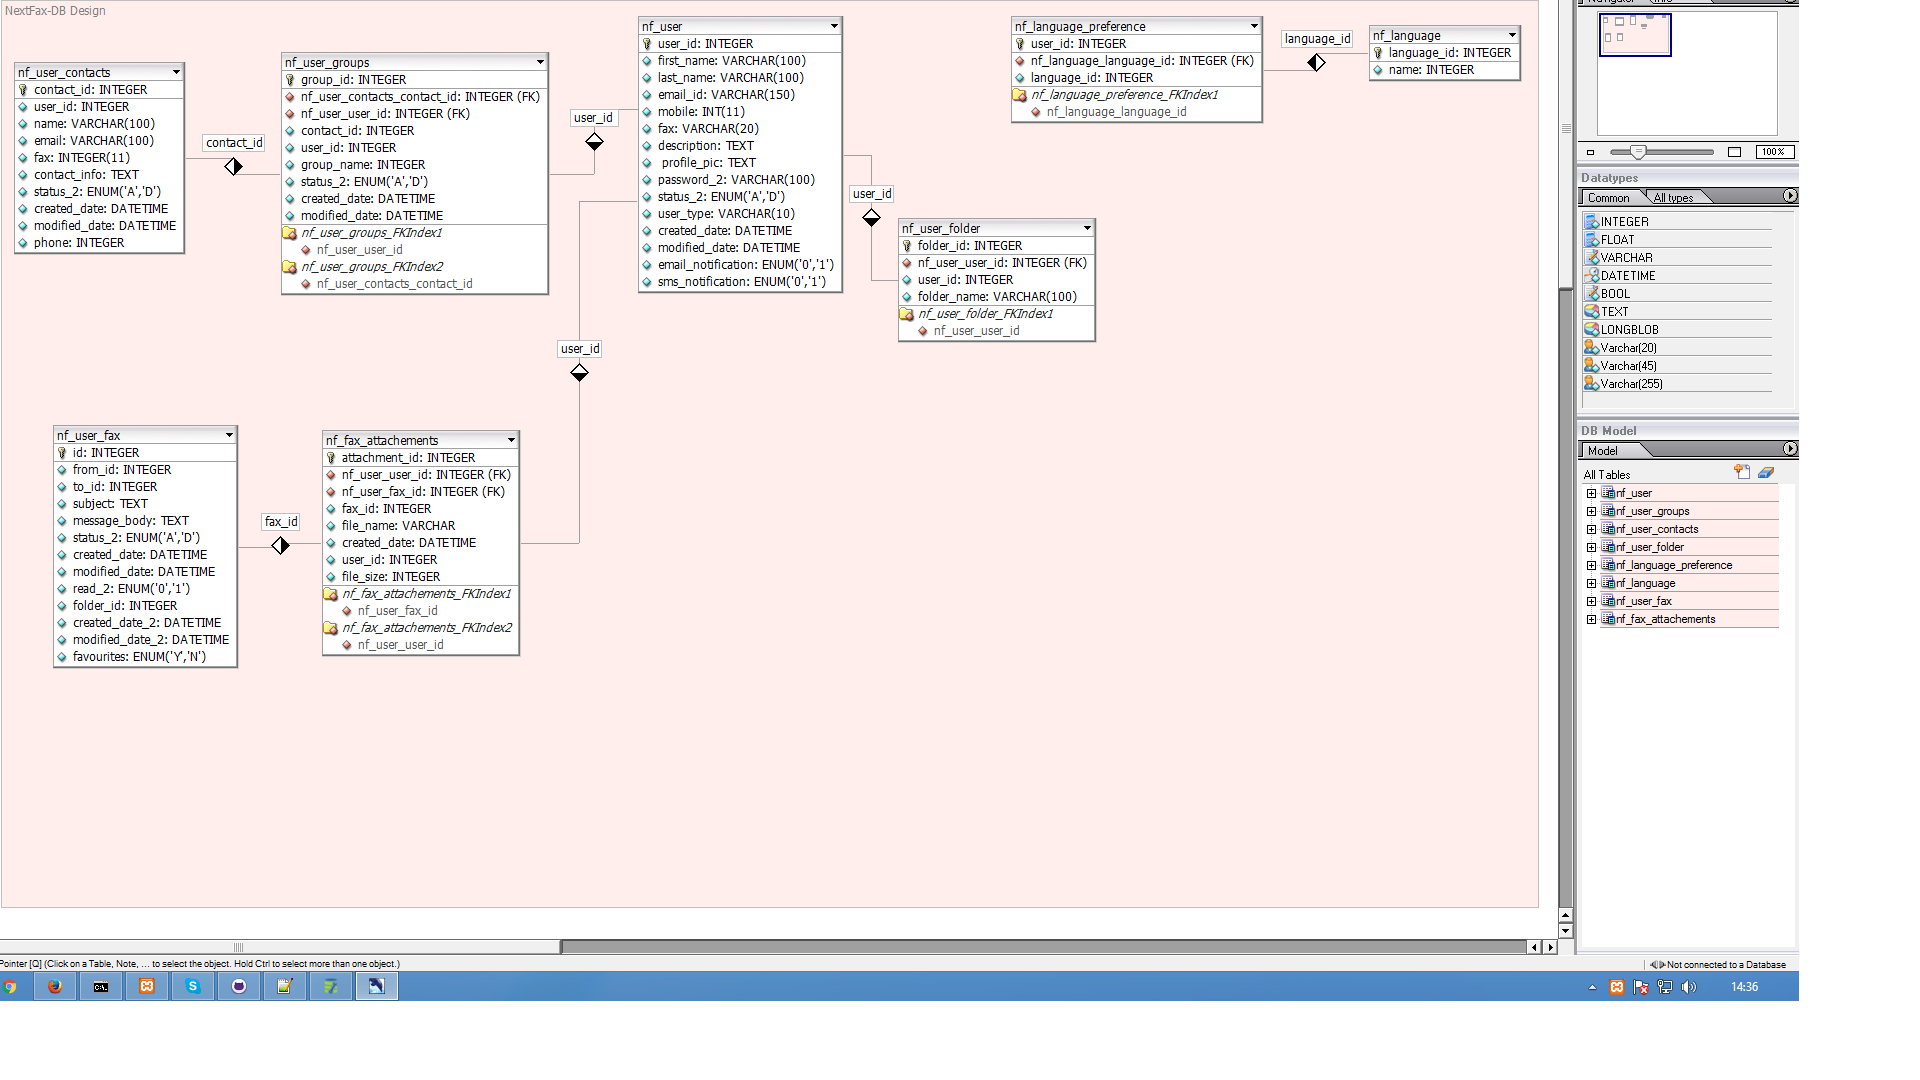 NextFax-DB Design
nf_user_contacts
contact_id: INTEGER
user_id: INTEGER
name: VARCHAR(100)
email: VARCHAR(100)
fax: INTEGER(11)
contact_info: TEXT
status_2: ENUM('A','D')
created_date: DATETIME
modified_date: DATETIME
phone: INTEGER
contact_id
nf_user_groups
group_id: INTEGER
nf_user_contacts_contact_id: INTEGER (FK)
nf_user_user_id: INTEGER (FK)
contact_id: INTEGER
user_id: INTEGER
group_name: INTEGER
status_2: ENUM('A','D')
created_date: DATETIME
modified_date: DATETIME
nf_user_groups_FKIndex1
nf_user_user_id
nf_user_groups_FKIndex2
nf_user_contacts_contact_id
user_id
nf_user
user_id: INTEGER
first_name: VARCHAR(100)
last_name: VARCHAR(100)
email_id: VARCHAR(150)
mobile: INT(11)
fax: VARCHAR(20)
description: TEXT
profile_pic: TEXT
password_2: VARCHAR(100)
status_2: ENUM('A','D')
user_type: VARCHAR(10)
created_date: DATETIME
modified_date: DATETIME
email_notification: ENUM('0','1')
sms_notification: ENUM('0','1')
user_id
nf_user_folder
folder_id: INTEGER
nf_user_user_id: INTEGER (FK)
user_id: INTEGER
folder_name: VARCHAR(100)
nf_user_folder_FKIndex1
nf_user_user_id
nf_language_preference
user_id: INTEGER
nf_language_language_id: INTEGER (FK)
language_id: INTEGER
nf_language_preference_FKIndex1
nf_language_language_id
language_id
nf_language
language_id: INTEGER
name: INTEGER
user_id
nf_user_fax
id: INTEGER
from_id: INTEGER
to_id: INTEGER
subject: TEXT
message_body: TEXT
status_2: ENUM('A','D')
created_date: DATETIME
modified_date: DATETIME
read_2: ENUM('0','1')
folder_id: INTEGER
created_date_2: DATETIME
modified_date_2: DATETIME
favourites: ENUM('Y','N')
fax_id
nf_fax_attachements
attachment_id: INTEGER
nf_user_user_id: INTEGER (FK)
nf_user_fax_id: INTEGER (FK)
fax_id: INTEGER
file_name: VARCHAR
created_date: DATETIME
user_id: INTEGER
file_size: INTEGER
nf_fax_attachements_FKIndex1
nf_user_fax_id
nf_fax_attachements_FKIndex2
nf_user_user_id
100%
Datatypes
Common All types
INTEGER
FLOAT
VARCHAR
DATETIME
BOOL
TEXT
LONGBLOB
Varchar(20)
Varchar(45)
Varchar(255)
DB Model
Model
All Tables
nf_user
nf_user_groups
nf_user_contacts
nf_user_folder
nf_language_preference
nf_language
nf_user_fax
nf_fax_attachements
Pointer [Q] (Click on a Table, Note, ... to select the object. Hold Ctrl to select more than one object.)
Not connected to a Database
14:36